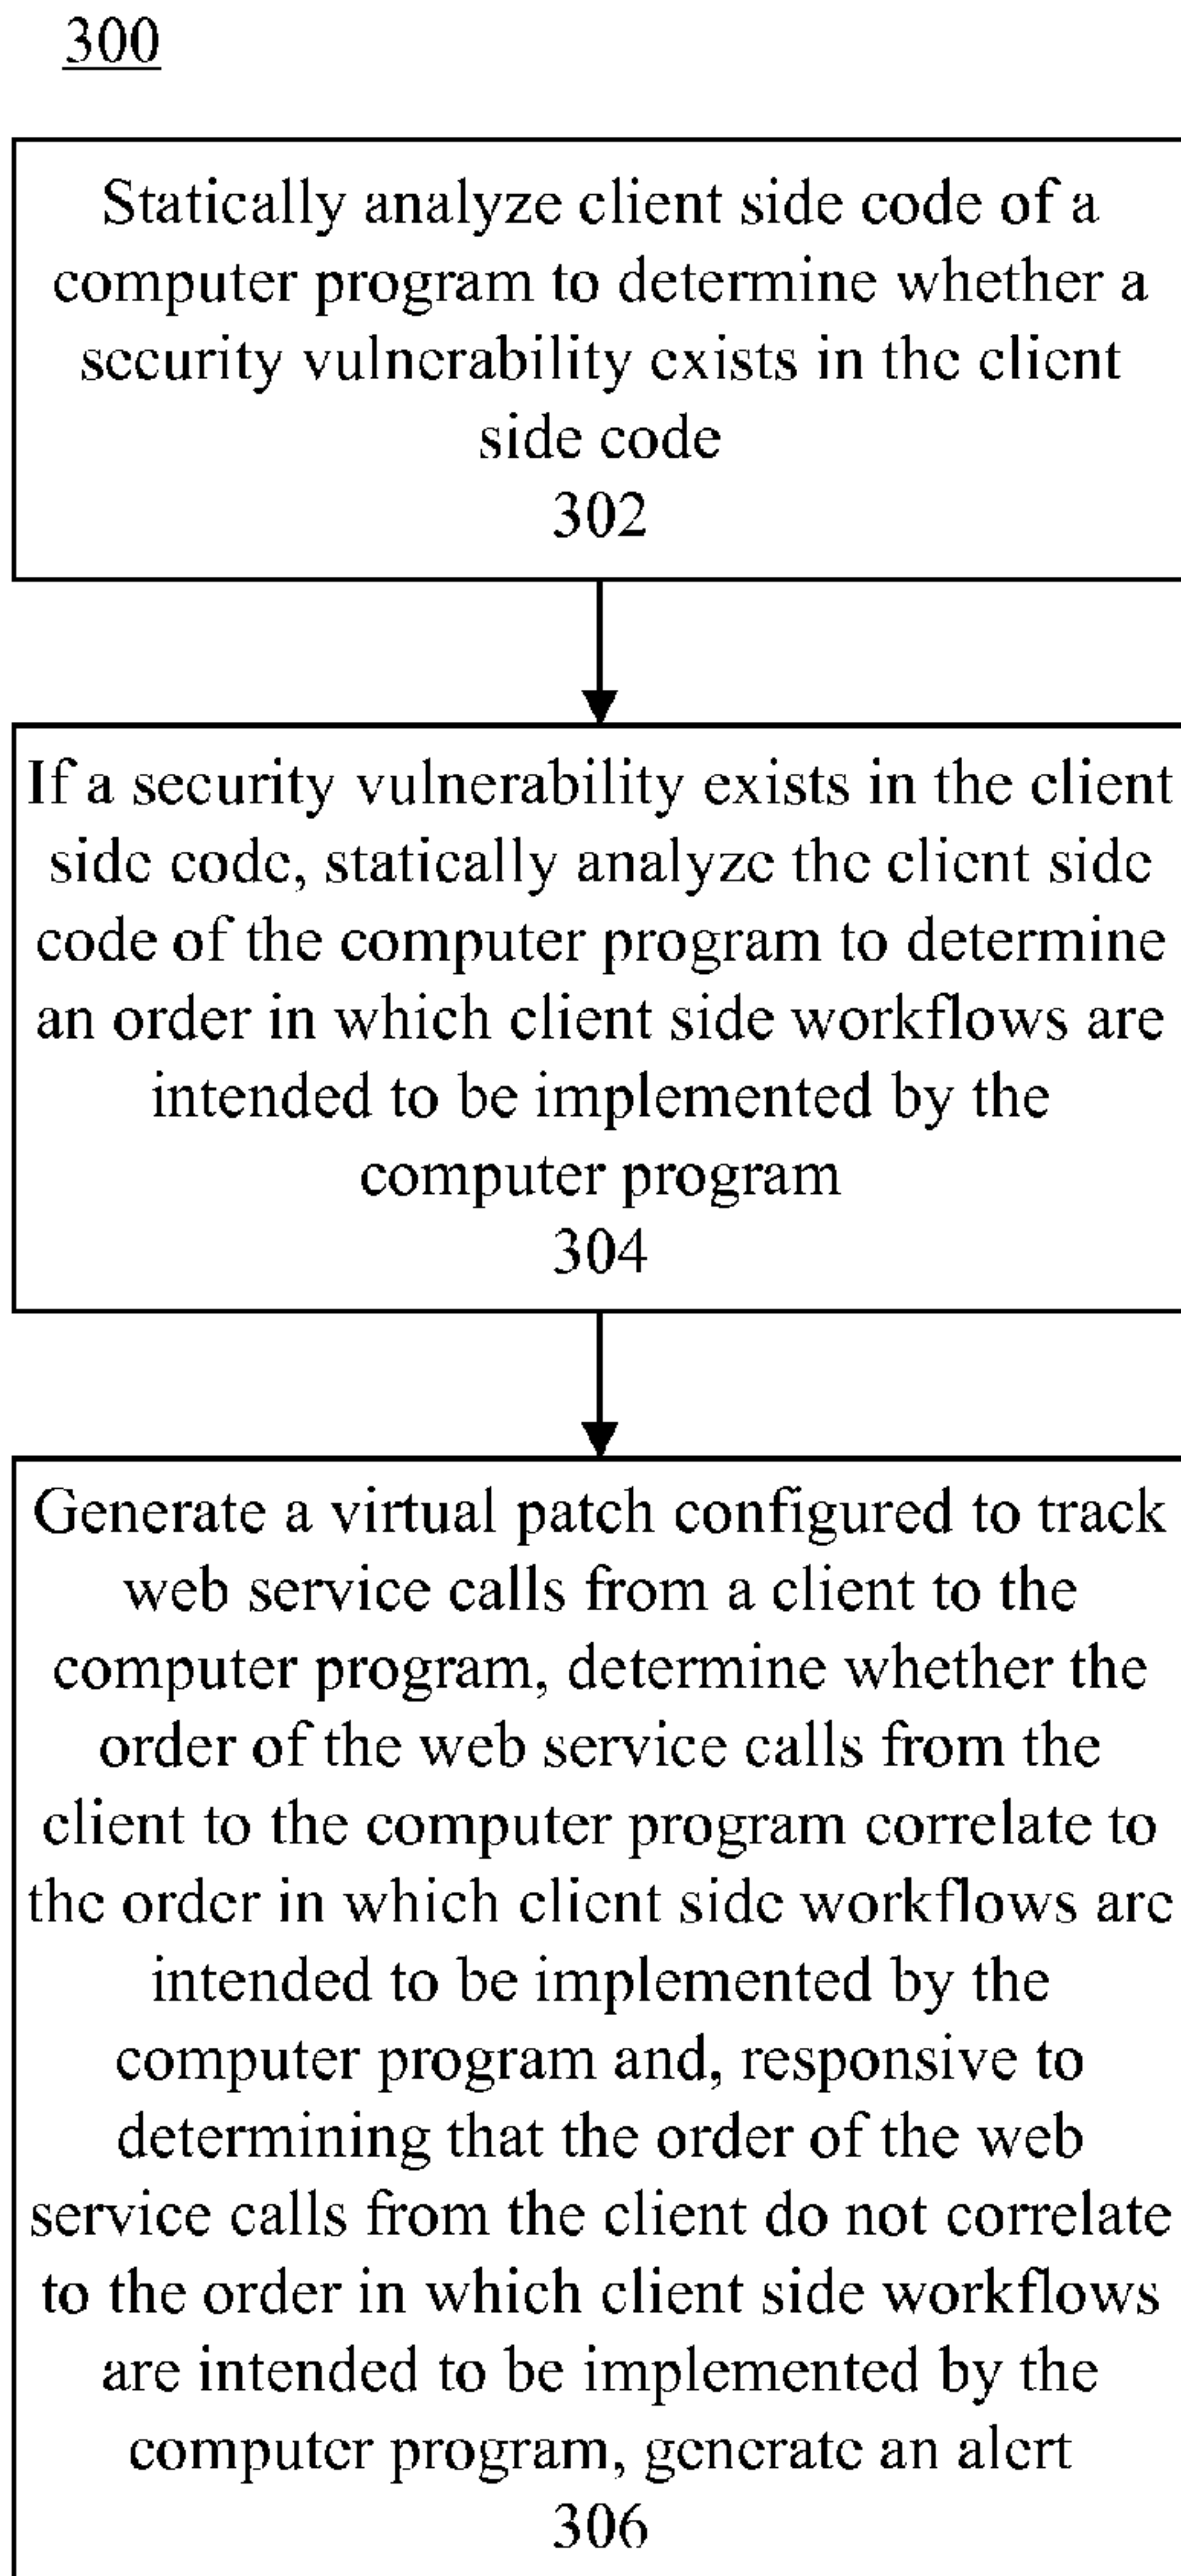 300
Statically analyze client side code of a
computer program to determine whether a
security vulnerability exists in the client
side code
302
If a security vulnerability exists in the client
side code, statically analyze the client side
code of the computer program to determine
an order in which client side workflows are
intended to be implemented by the
computer program
304
Generate a virtual patch configured to track
web service calls from a client to the
computer program, determine whether the
order of the web service calls from the
client to the computer program correlate to
the order in which client side workflows are
intended to be implemented by the
computer program and, responsive to
determining that the order of the web
service calls from the client do not correlate
to the order in which client side workflows
are intended to be implemented by the
computer program, generate an alert
306